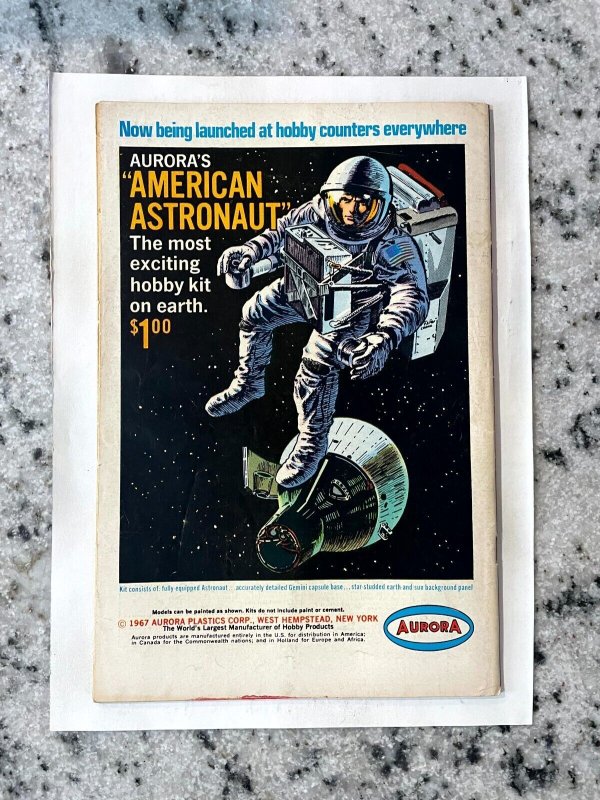 Now being launched at hobby counters everywhere
AURORA'S
"AMERICAN
ASTRONAUT"
The most
exciting
hobby kit
on earth.
$1.00
Kit consists of: fully equipped Astronaut... accurately detailed Gemini capsule base... star-studded earth and sun background panel
Models can be painted as shown. Kits do not include paint or cement.
© 1967 AURORA PLASTICS CORP., WEST HEMPSTEAD, NEW YORK
The World's Largest Manufacturer of Hobby Products
Aurora products are manufactured entirely in the U.S. for distribution in America;
in Canada for the Commonwealth nations; and in Holland for Europe and Africa.
AURORA